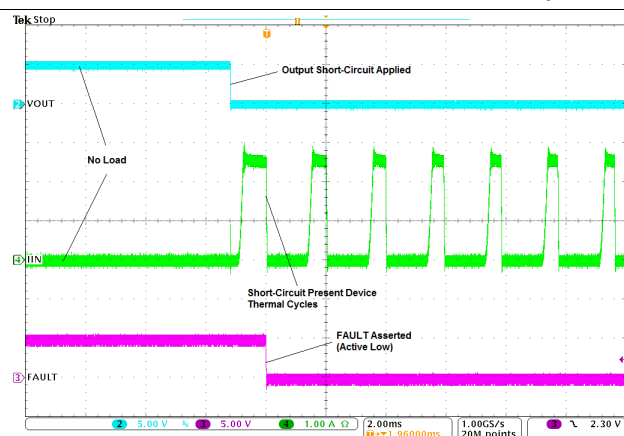 Tek Stop
T
Output Short-Circuit Applied
2 VOUT
No Load
4 IIN
Short-Circuit Present Device
Thermal Cycles
FAULT Asserted
(Active Low)
3 FAULT
2 5.00 V 3 5.00 V 4 1.00 A Ω
2.00ms
1.96000ms
1.00GS/s
20M points
3 2.30 V